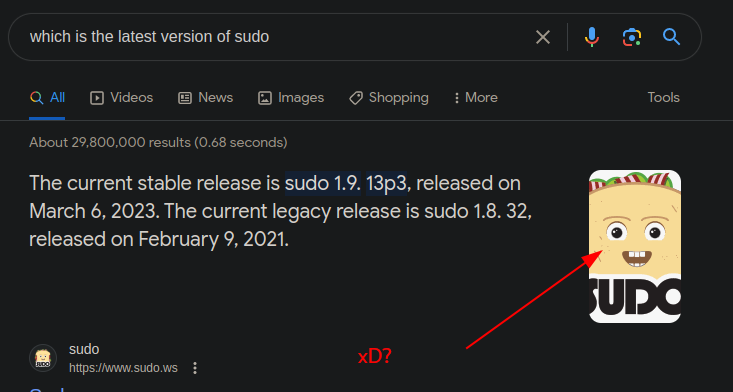 which is the latest version of sudo
All Videos News Images Shopping More Tools
About 29,800,000 results (0.68 seconds)
The current stable release is sudo 1.9. 13p3, released on
March 6, 2023. The current legacy release is sudo 1.8. 32,
released on February 9, 2021.
SUDO
xD?
sudo
https://www.sudo.ws